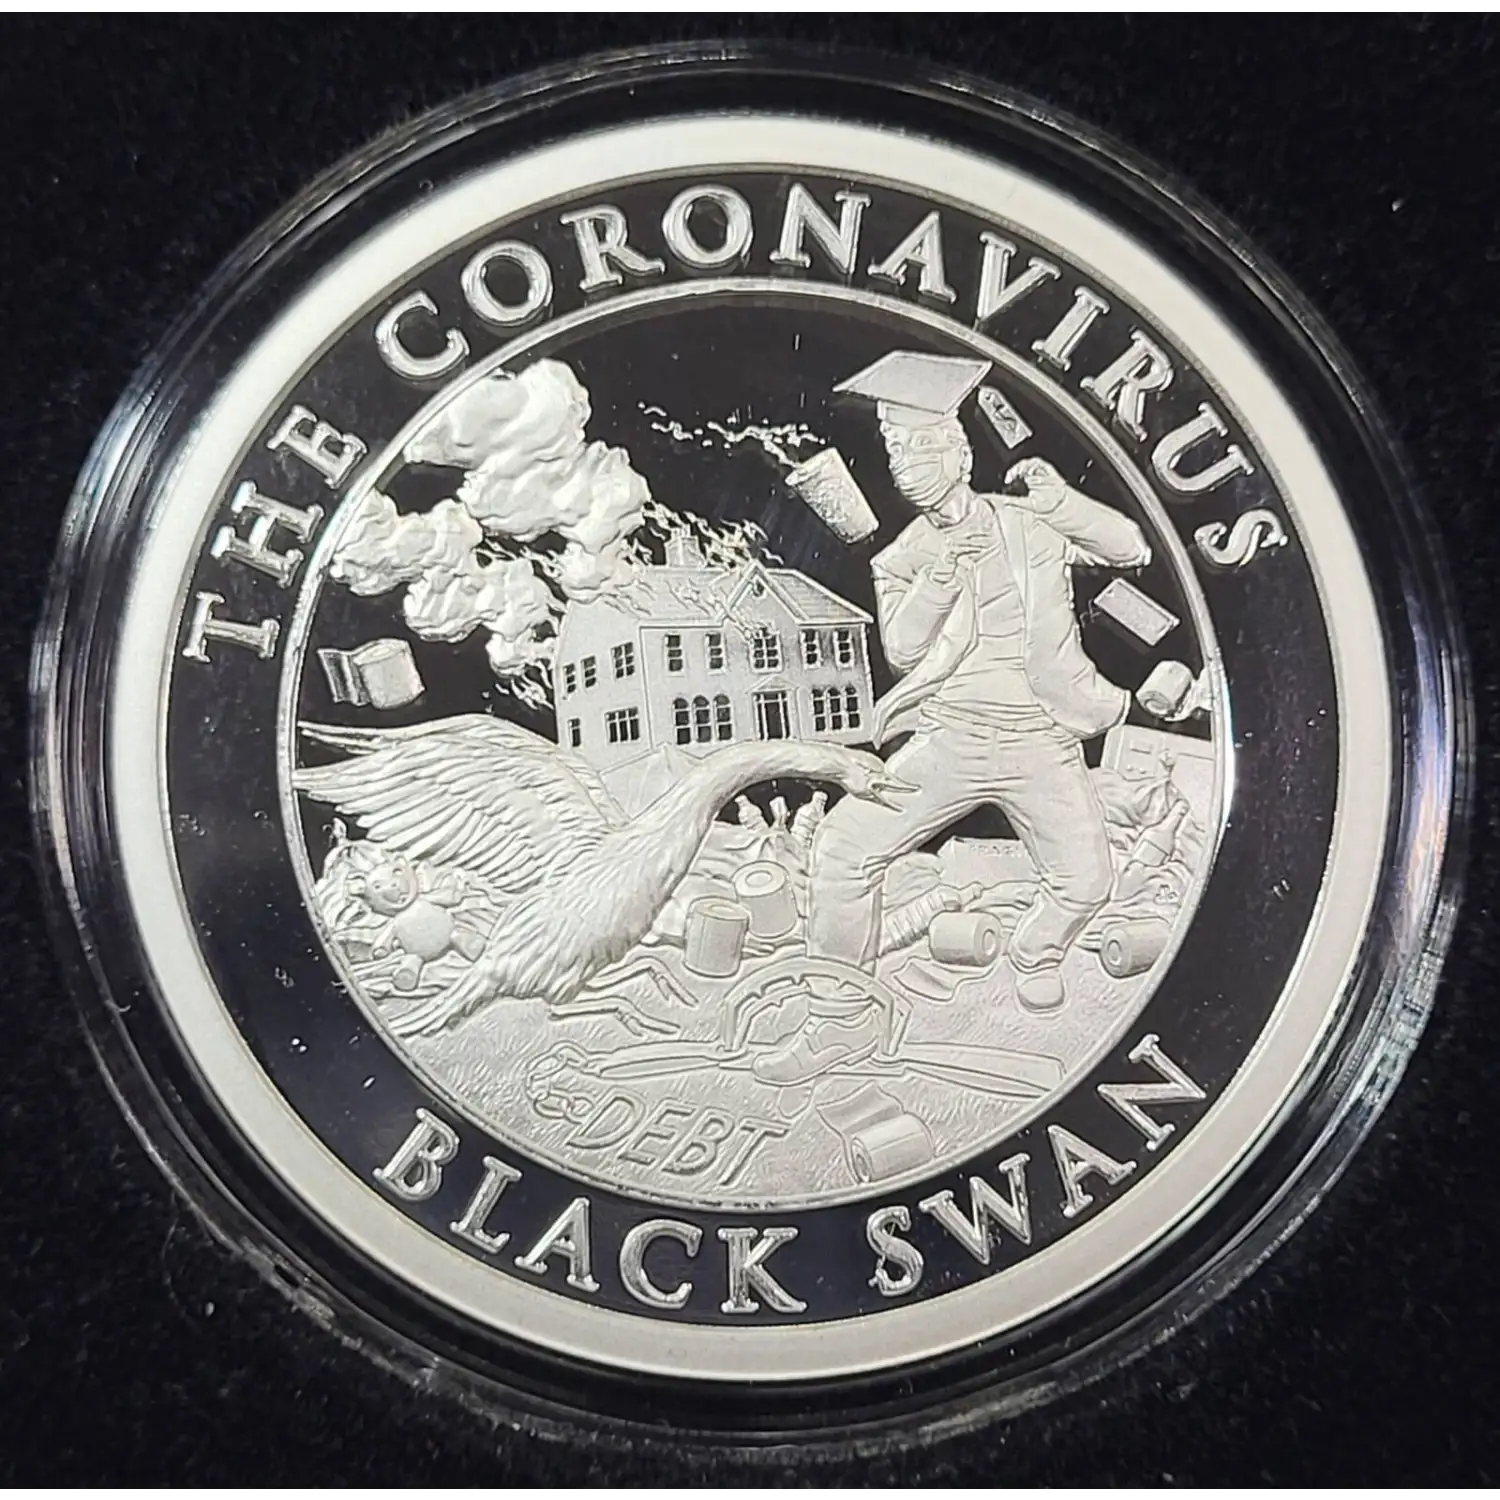 THE CORONAVIRUS
DEBT
BLACK SWAN